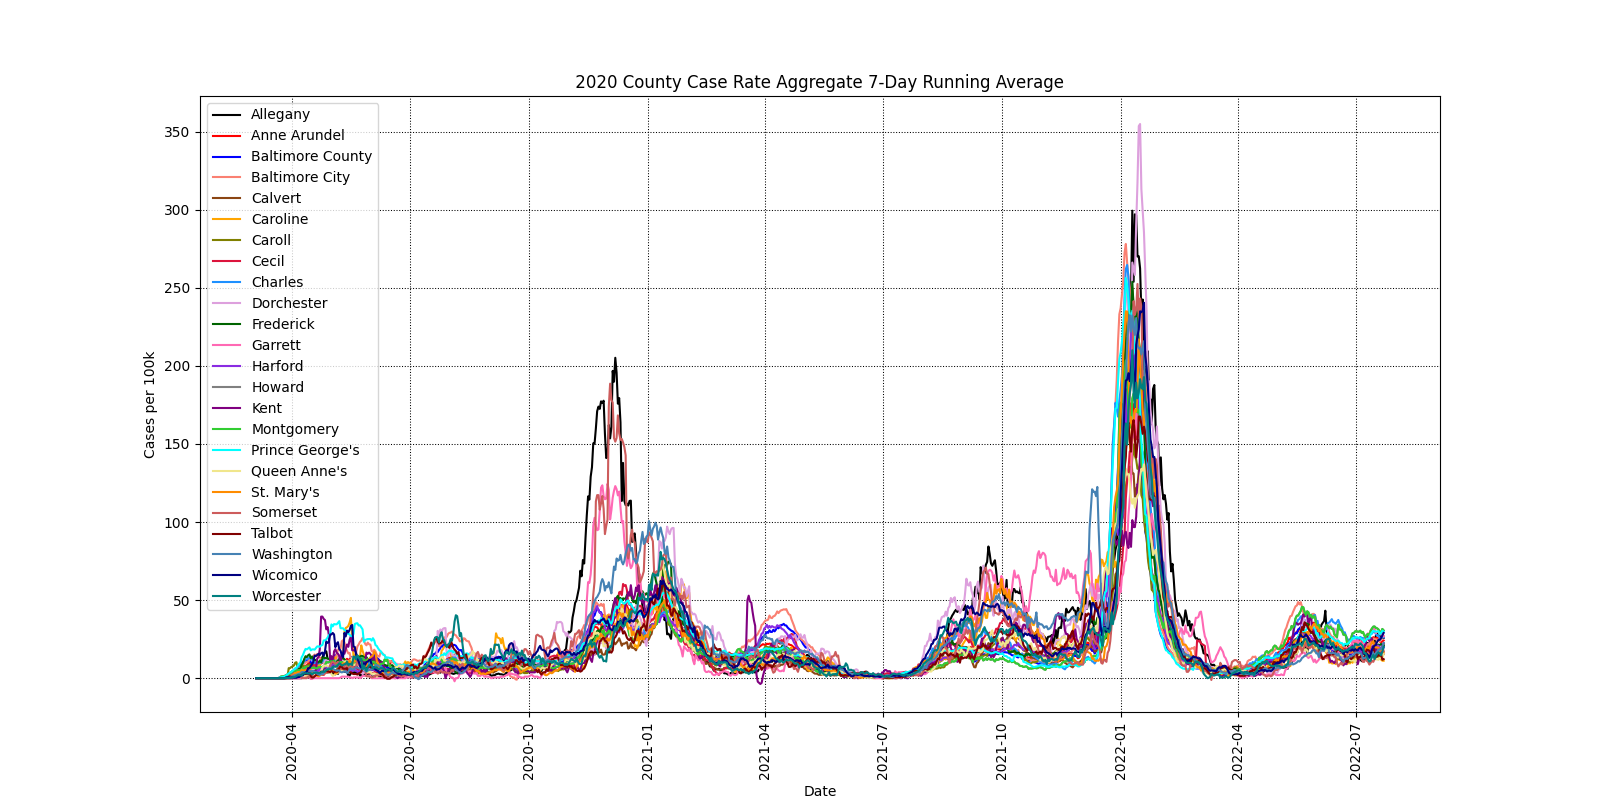 2020 County Case Rate Aggregate 7-Day Running Average
Allegany
Anne Arundel
Baltimore County
Baltimore City
Calvert
Caroline
Caroll
Cecil
Charles
Dorchester
Frederick
Garrett
Harford
Howard
Kent
Montgomery
Prince George's
Queen Anne's
St. Mary's
Somerset
Talbot
Washington
Wicomico
Worcester
Cases per 100k
350
300
250
200
150
100
50
0
2020-04
2020-07
2020-10
2021-01
2021-04
2021-07
2021-10
2022-01
2022-04
2022-07
Date